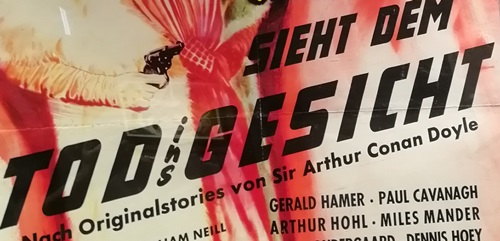 SIEHT DEM
TOD ins GESICHT
Nach Originalstories von Sir Arthur Conan Doyle
GERALD HAMER · PAUL CAVANAGH
ARTHUR HOHL · MILES MANDER
NEILL
DENNIS HOEY